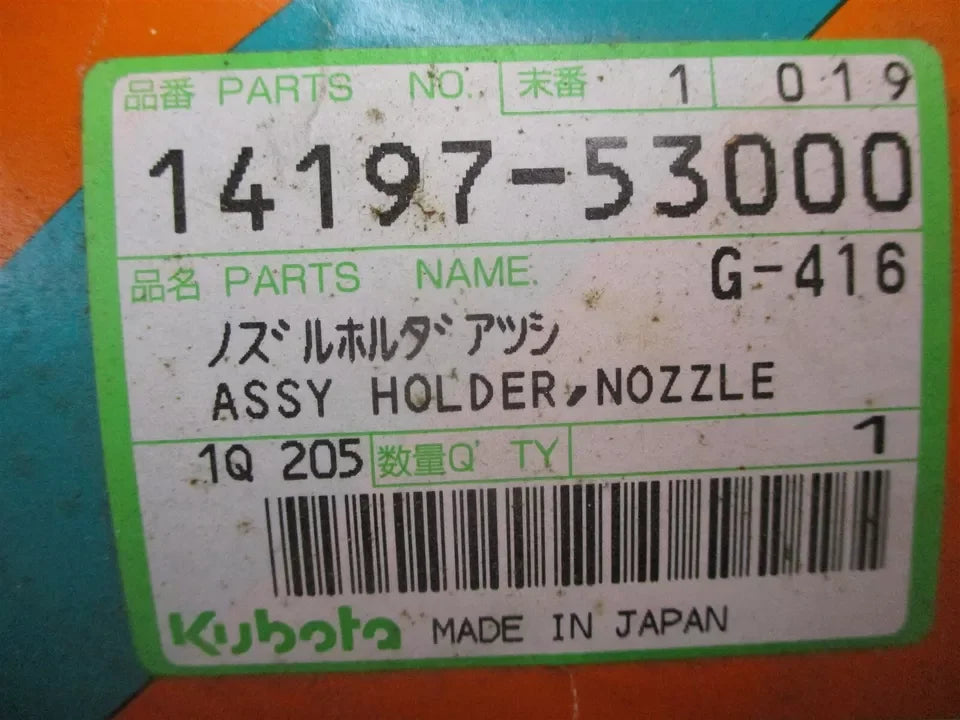 品番 PARTS NO. 末番 1 019
14197-53000
品名 PARTS NAME. G-416
ノズルホルダアツシ
ASSY HOLDER,NOZZLE
1Q 205 数量Q'TY 1
Kubota MADE IN JAPAN